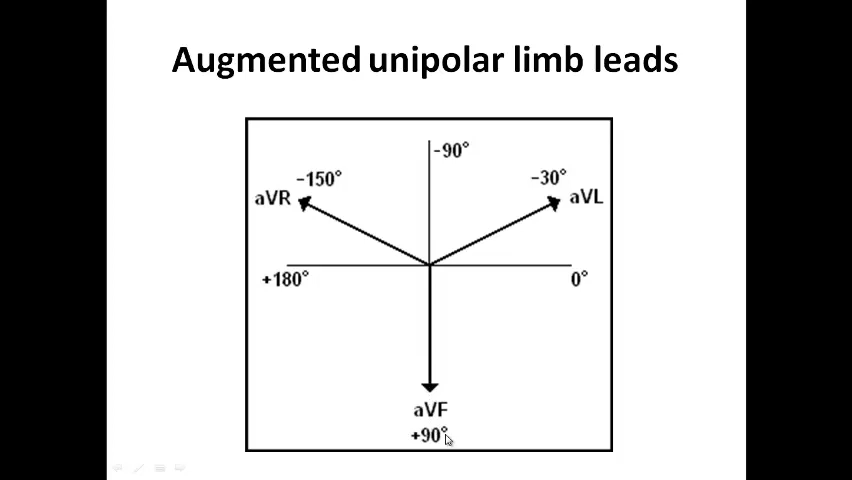 Augmented unipolar limb leads
-90°
-150°
-30°
aVR
aVL
+180°
0°
aVF
+90°